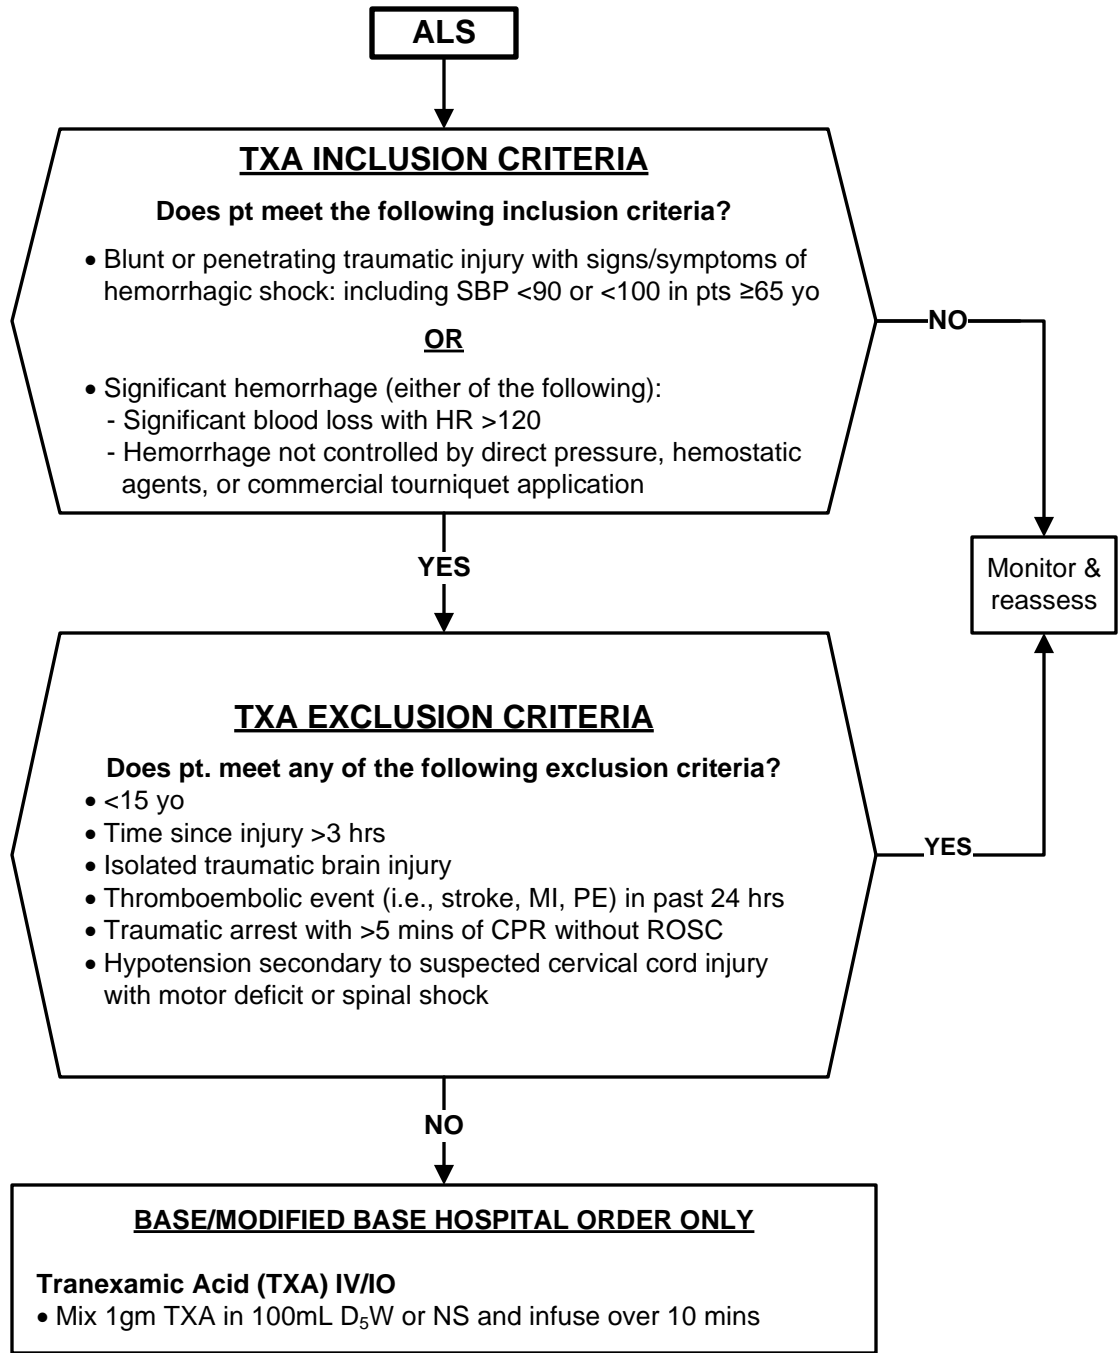 ALS
TXA INCLUSION CRITERIA
Does pt meet the following inclusion criteria?
• Blunt or penetrating traumatic injury with signs/symptoms of
hemorrhagic shock: including SBP <90 or <100 in pts ≥65 yo
OR
• Significant hemorrhage (either of the following):
- Significant blood loss with HR >120
- Hemorrhage not controlled by direct pressure, hemostatic
agents, or commercial tourniquet application
NO
YES
Monitor &
reassess
TXA EXCLUSION CRITERIA
Does pt. meet any of the following exclusion criteria?
• <15 yo
• Time since injury >3 hrs
• Isolated traumatic brain injury
• Thromboembolic event (i.e., stroke, MI, PE) in past 24 hrs
• Traumatic arrest with >5 mins of CPR without ROSC
• Hypotension secondary to suspected cervical cord injury
with motor deficit or spinal shock
YES
NO
BASE/MODIFIED BASE HOSPITAL ORDER ONLY
Tranexamic Acid (TXA) IV/IO
• Mix 1gm TXA in 100mL D₅W or NS and infuse over 10 mins